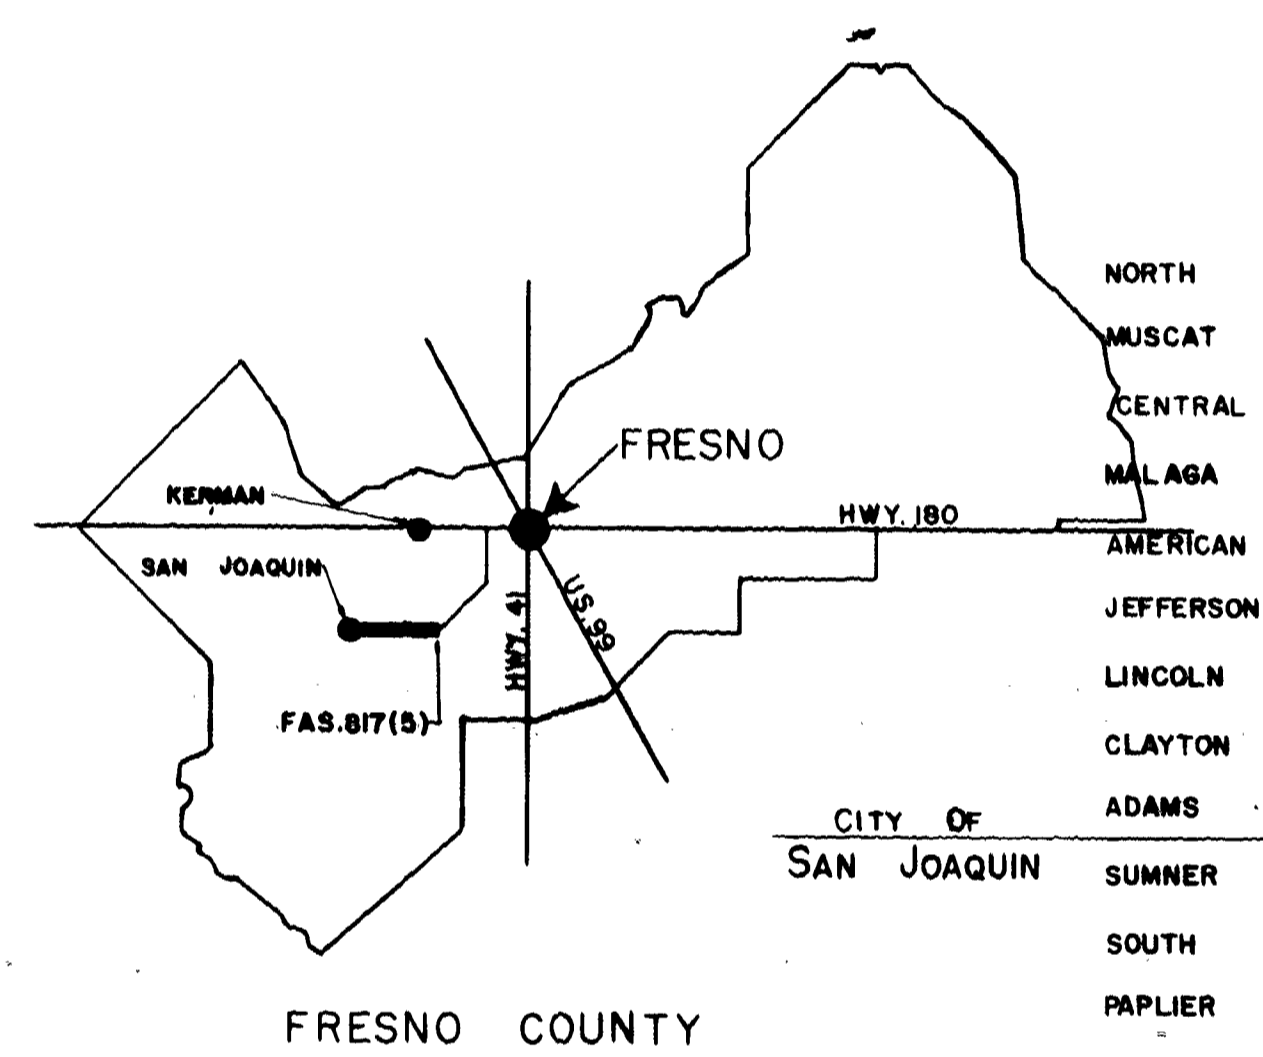 NORTH
MUSCAT
CENTRAL
FRESNO
MALAGA
KERMAN
HWY. 180
AMERICAN
SAN JOAQUIN
HWY. 41
U.S. 99
JEFFERSON
LINCOLN
FAS.817(5)
CLAYTON
ADAMS
CITY OF
SAN JOAQUIN
SUMNER
SOUTH
PAPLIER
FRESNO COUNTY